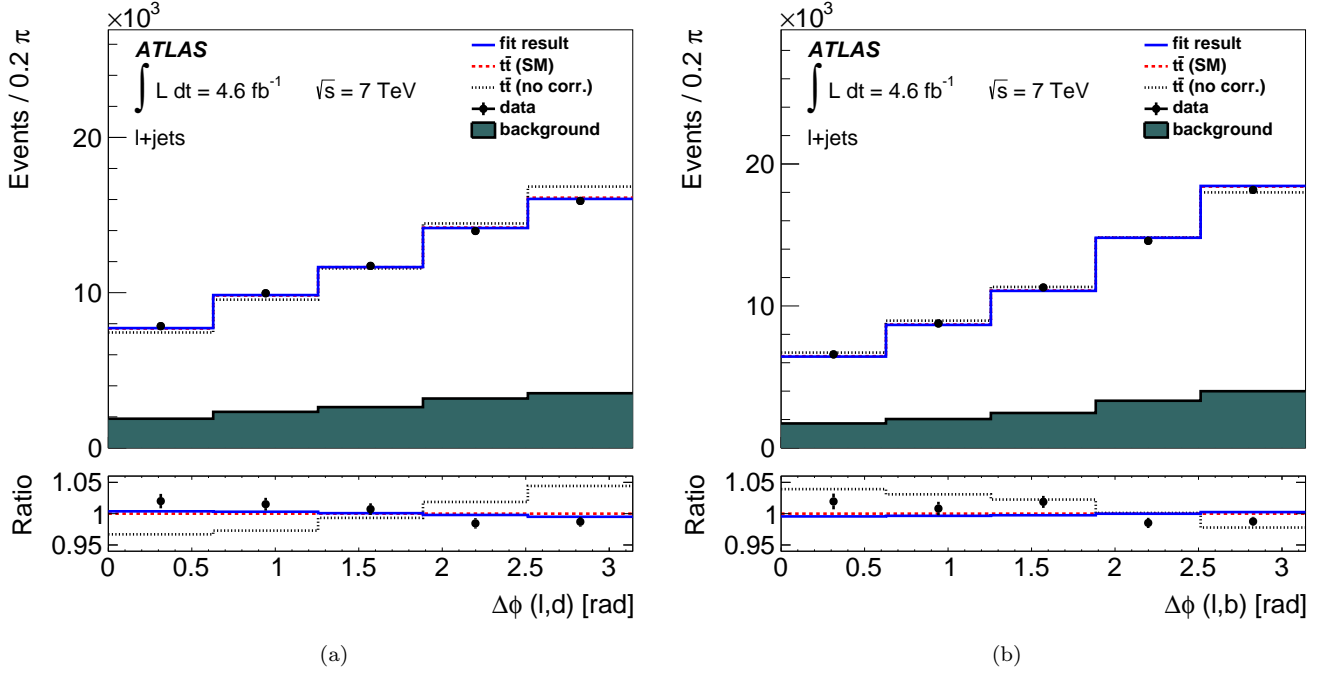 ×10³
Events / 0.2 π
20
10
0
ATLAS
∫ L dt = 4.6 fb⁻¹ √s = 7 TeV
l+jets
fit result
tt̄ (SM)
tt̄ (no corr.)
data
background
Ratio
1.05
1
0.95
0 0.5 1 1.5 2 2.5 3
Δϕ (l,d) [rad]
(a)
×10³
Events / 0.2 π
20
10
0
ATLAS
∫ L dt = 4.6 fb⁻¹ √s = 7 TeV
l+jets
fit result
tt̄ (SM)
tt̄ (no corr.)
data
background
Ratio
1.05
1
0.95
0 0.5 1 1.5 2 2.5 3
Δϕ (l,b) [rad]
(b)